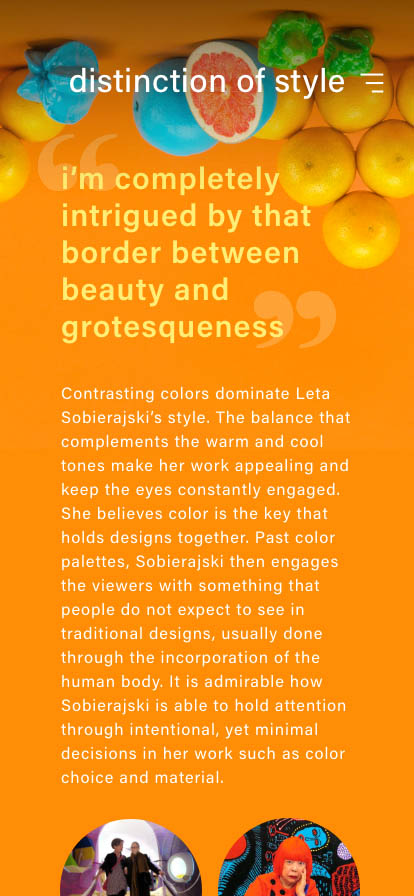 distinction of style
“
i’m completely
intrigued by that
border between
beauty and
grotesqueness
”
Contrasting colors dominate Leta
Sobierajski’s style. The balance that
complements the warm and cool
tones make her work appealing and
keep the eyes constantly engaged.
She believes color is the key that
holds designs together. Past color
palettes, Sobierajski then engages
the viewers with something that
people do not expect to see in
traditional designs, usually done
through the incorporation of the
human body. It is admirable how
Sobierajski is able to hold attention
through intentional, yet minimal
decisions in her work such as color
choice and material.